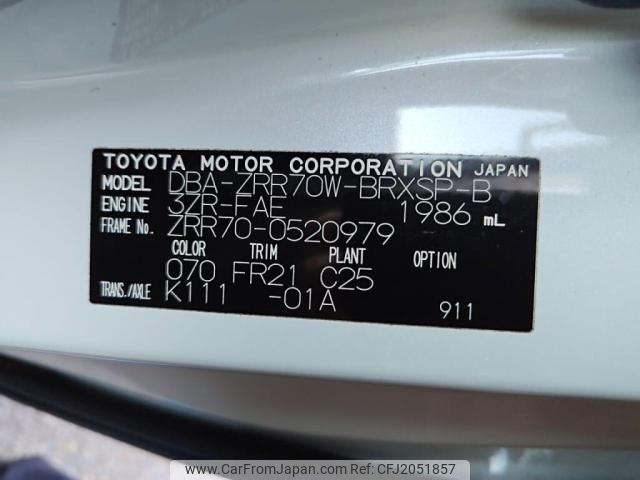 TOYOTA MOTOR CORPORATION JAPAN
MODEL DBA-ZRR70W-BRXSP-B
ENGINE 3ZR-FAE 1986 mL
FRAME No. ZRR70-0520979
COLOR TRIM PLANT OPTION
070 FR21 C25
TRANS./AXLE K111 -01A
911
www.carfromjapan.com CFJ2051857